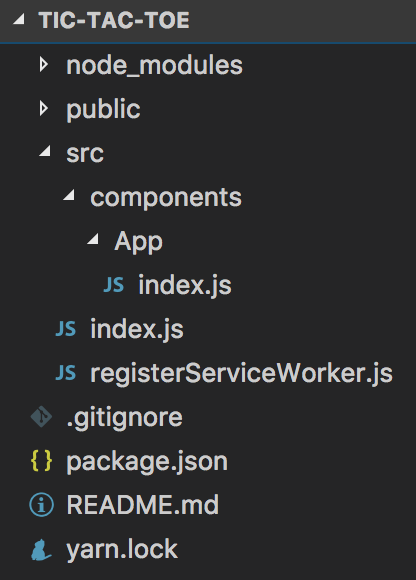 TIC-TAC-TOE
node_modules
public
src
components
App
JS index.js
JS index.js
JS registerServiceWorker.js
.gitignore
{} package.json
README.md
yarn.lock